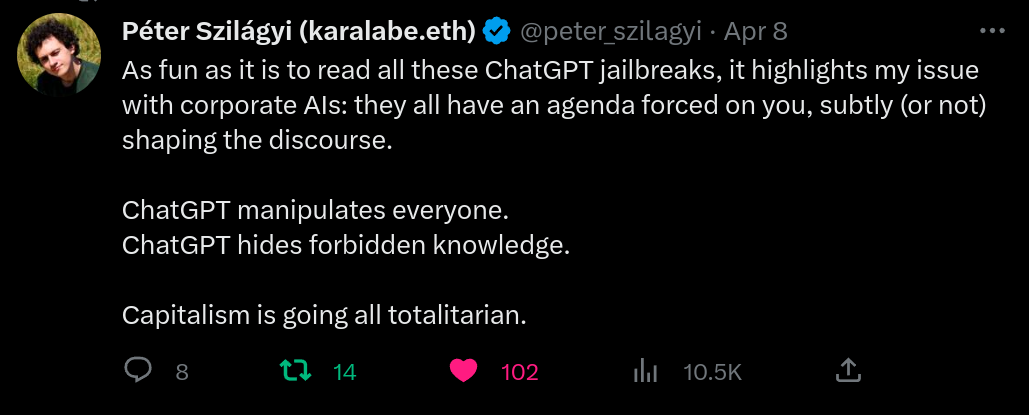 Péter Szilágyi (karalabe.eth) @peter_szilagyi · Apr 8
As fun as it is to read all these ChatGPT jailbreaks, it highlights my issue
with corporate AIs: they all have an agenda forced on you, subtly (or not)
shaping the discourse.
ChatGPT manipulates everyone.
ChatGPT hides forbidden knowledge.
Capitalism is going all totalitarian.
8 14 102 10.5K